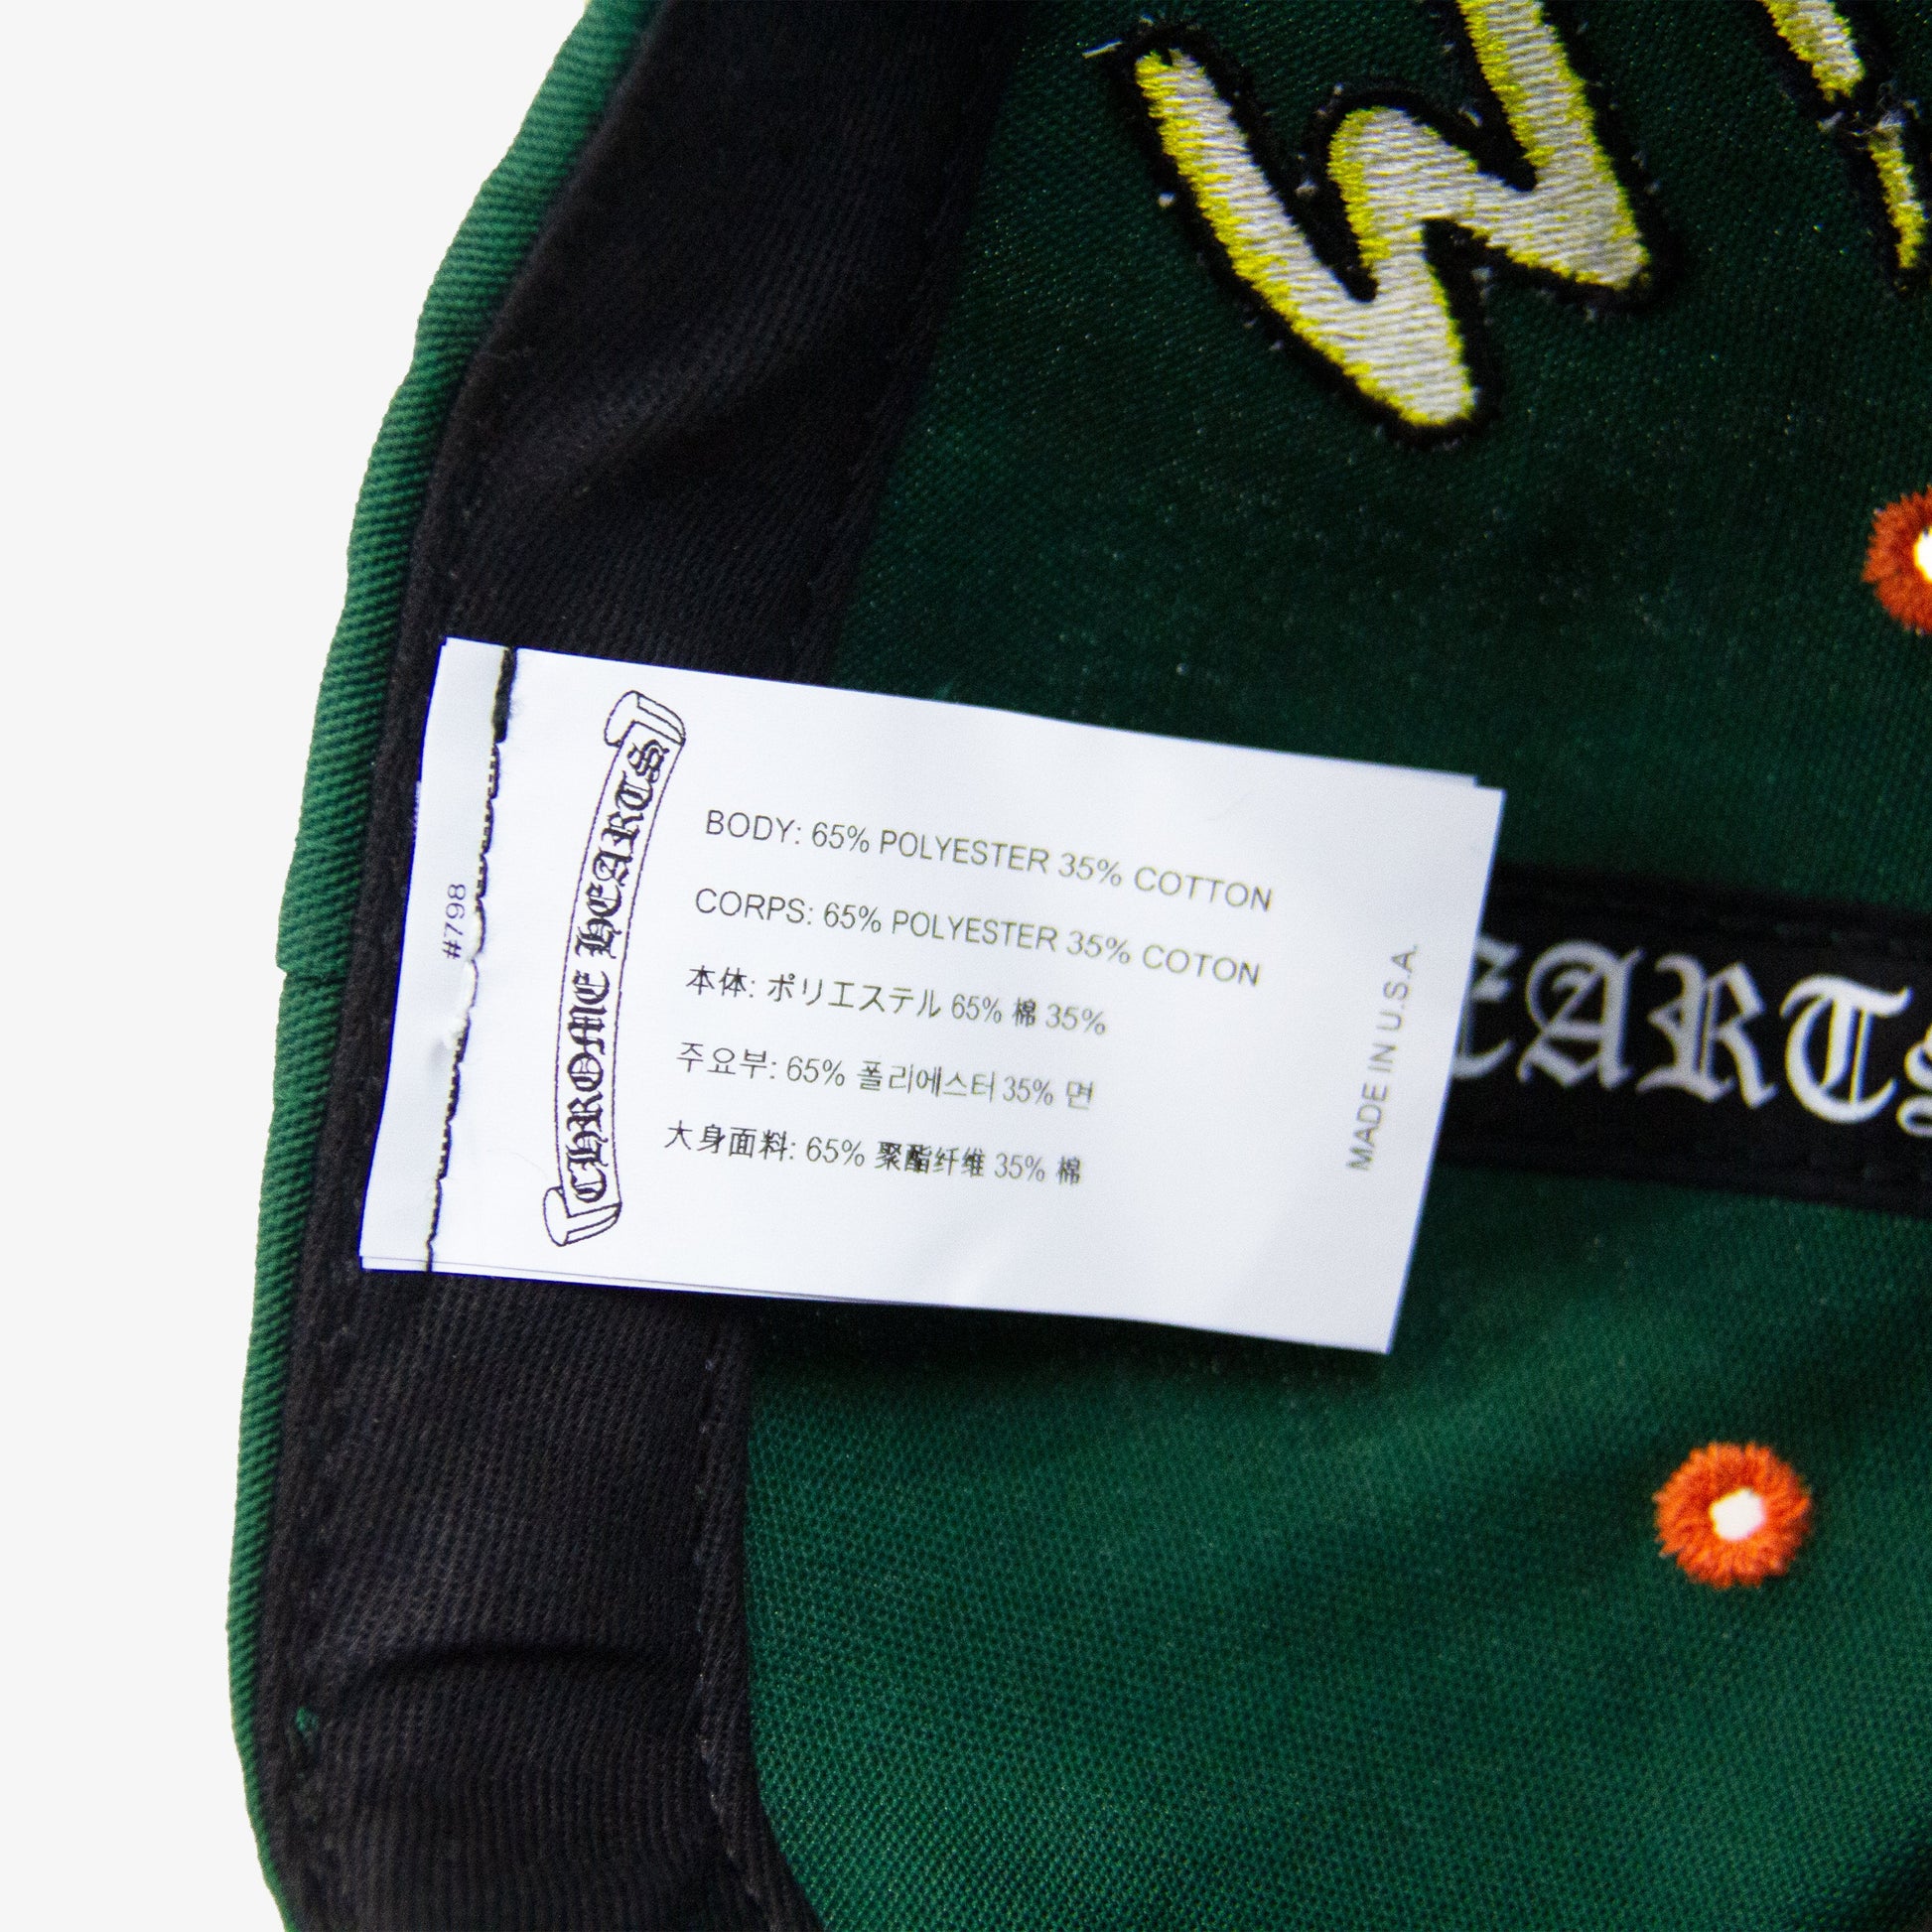 #798
CHROME HEARTS
BODY: 65% POLYESTER 35% COTTON
CORPS: 65% POLYESTER 35% COTON
本体: ポリエステル 65% 棉 35%
주요부: 65% 폴리에스터 35% 면
大身面料: 65% 聚酯纤维 35% 棉
MADE IN U.S.A.
EARTS